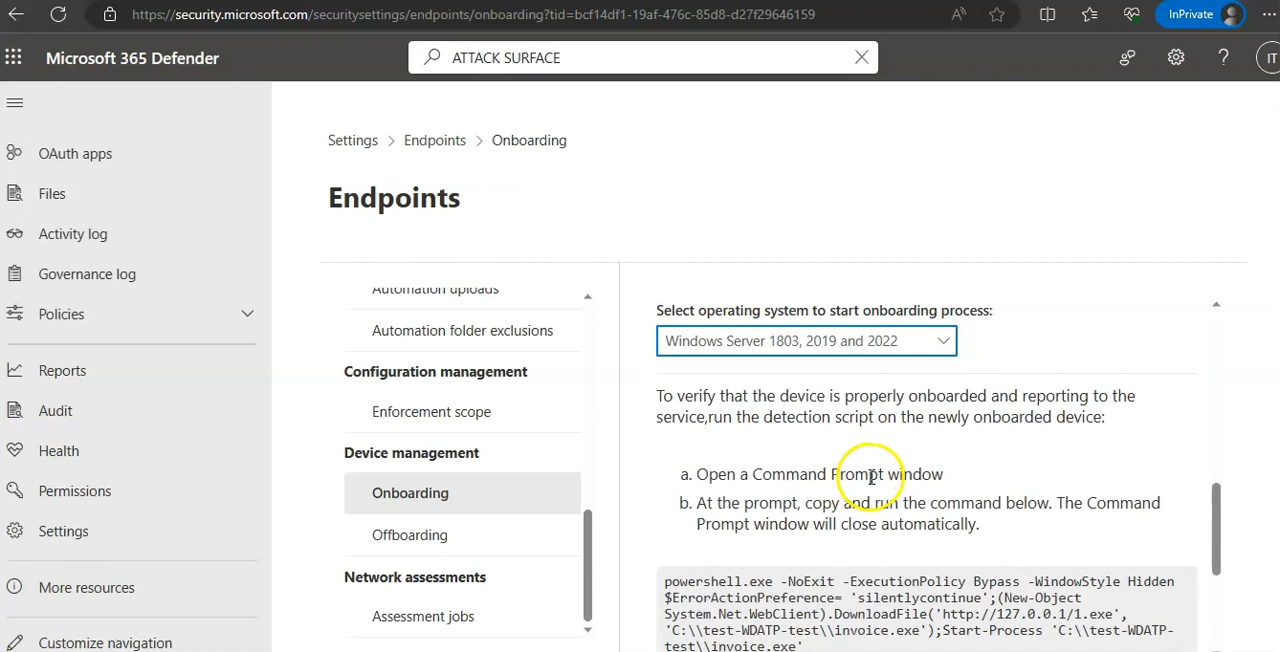 https://security.microsoft.com/securitysettings/endpoints/onboarding?tid=bcf14df1-19af-476c-85d8-d27f29646159
InPrivate
Microsoft 365 Defender
ATTACK SURFACE
IT
OAuth apps
Files
Activity log
Governance log
Policies
Reports
Audit
Health
Permissions
Settings
More resources
Customize navigation
Settings > Endpoints > Onboarding
Endpoints
Automation uploads
Automation folder exclusions
Configuration management
Enforcement scope
Device management
Onboarding
Offboarding
Network assessments
Assessment jobs
Select operating system to start onboarding process:
Windows Server 1803, 2019 and 2022
To verify that the device is properly onboarded and reporting to the
service,run the detection script on the newly onboarded device:
a. Open a Command Prompt window
b. At the prompt, copy and run the command below. The Command
Prompt window will close automatically.
powershell.exe -NoExit -ExecutionPolicy Bypass -WindowStyle Hidden
$ErrorActionPreference= 'silentlycontinue';(New-Object
System.Net.WebClient).DownloadFile('http://127.0.0.1/1.exe',
'C:\\test-WDATP-test\\invoice.exe');Start-Process 'C:\\test-WDATP-
test\\invoice.exe'